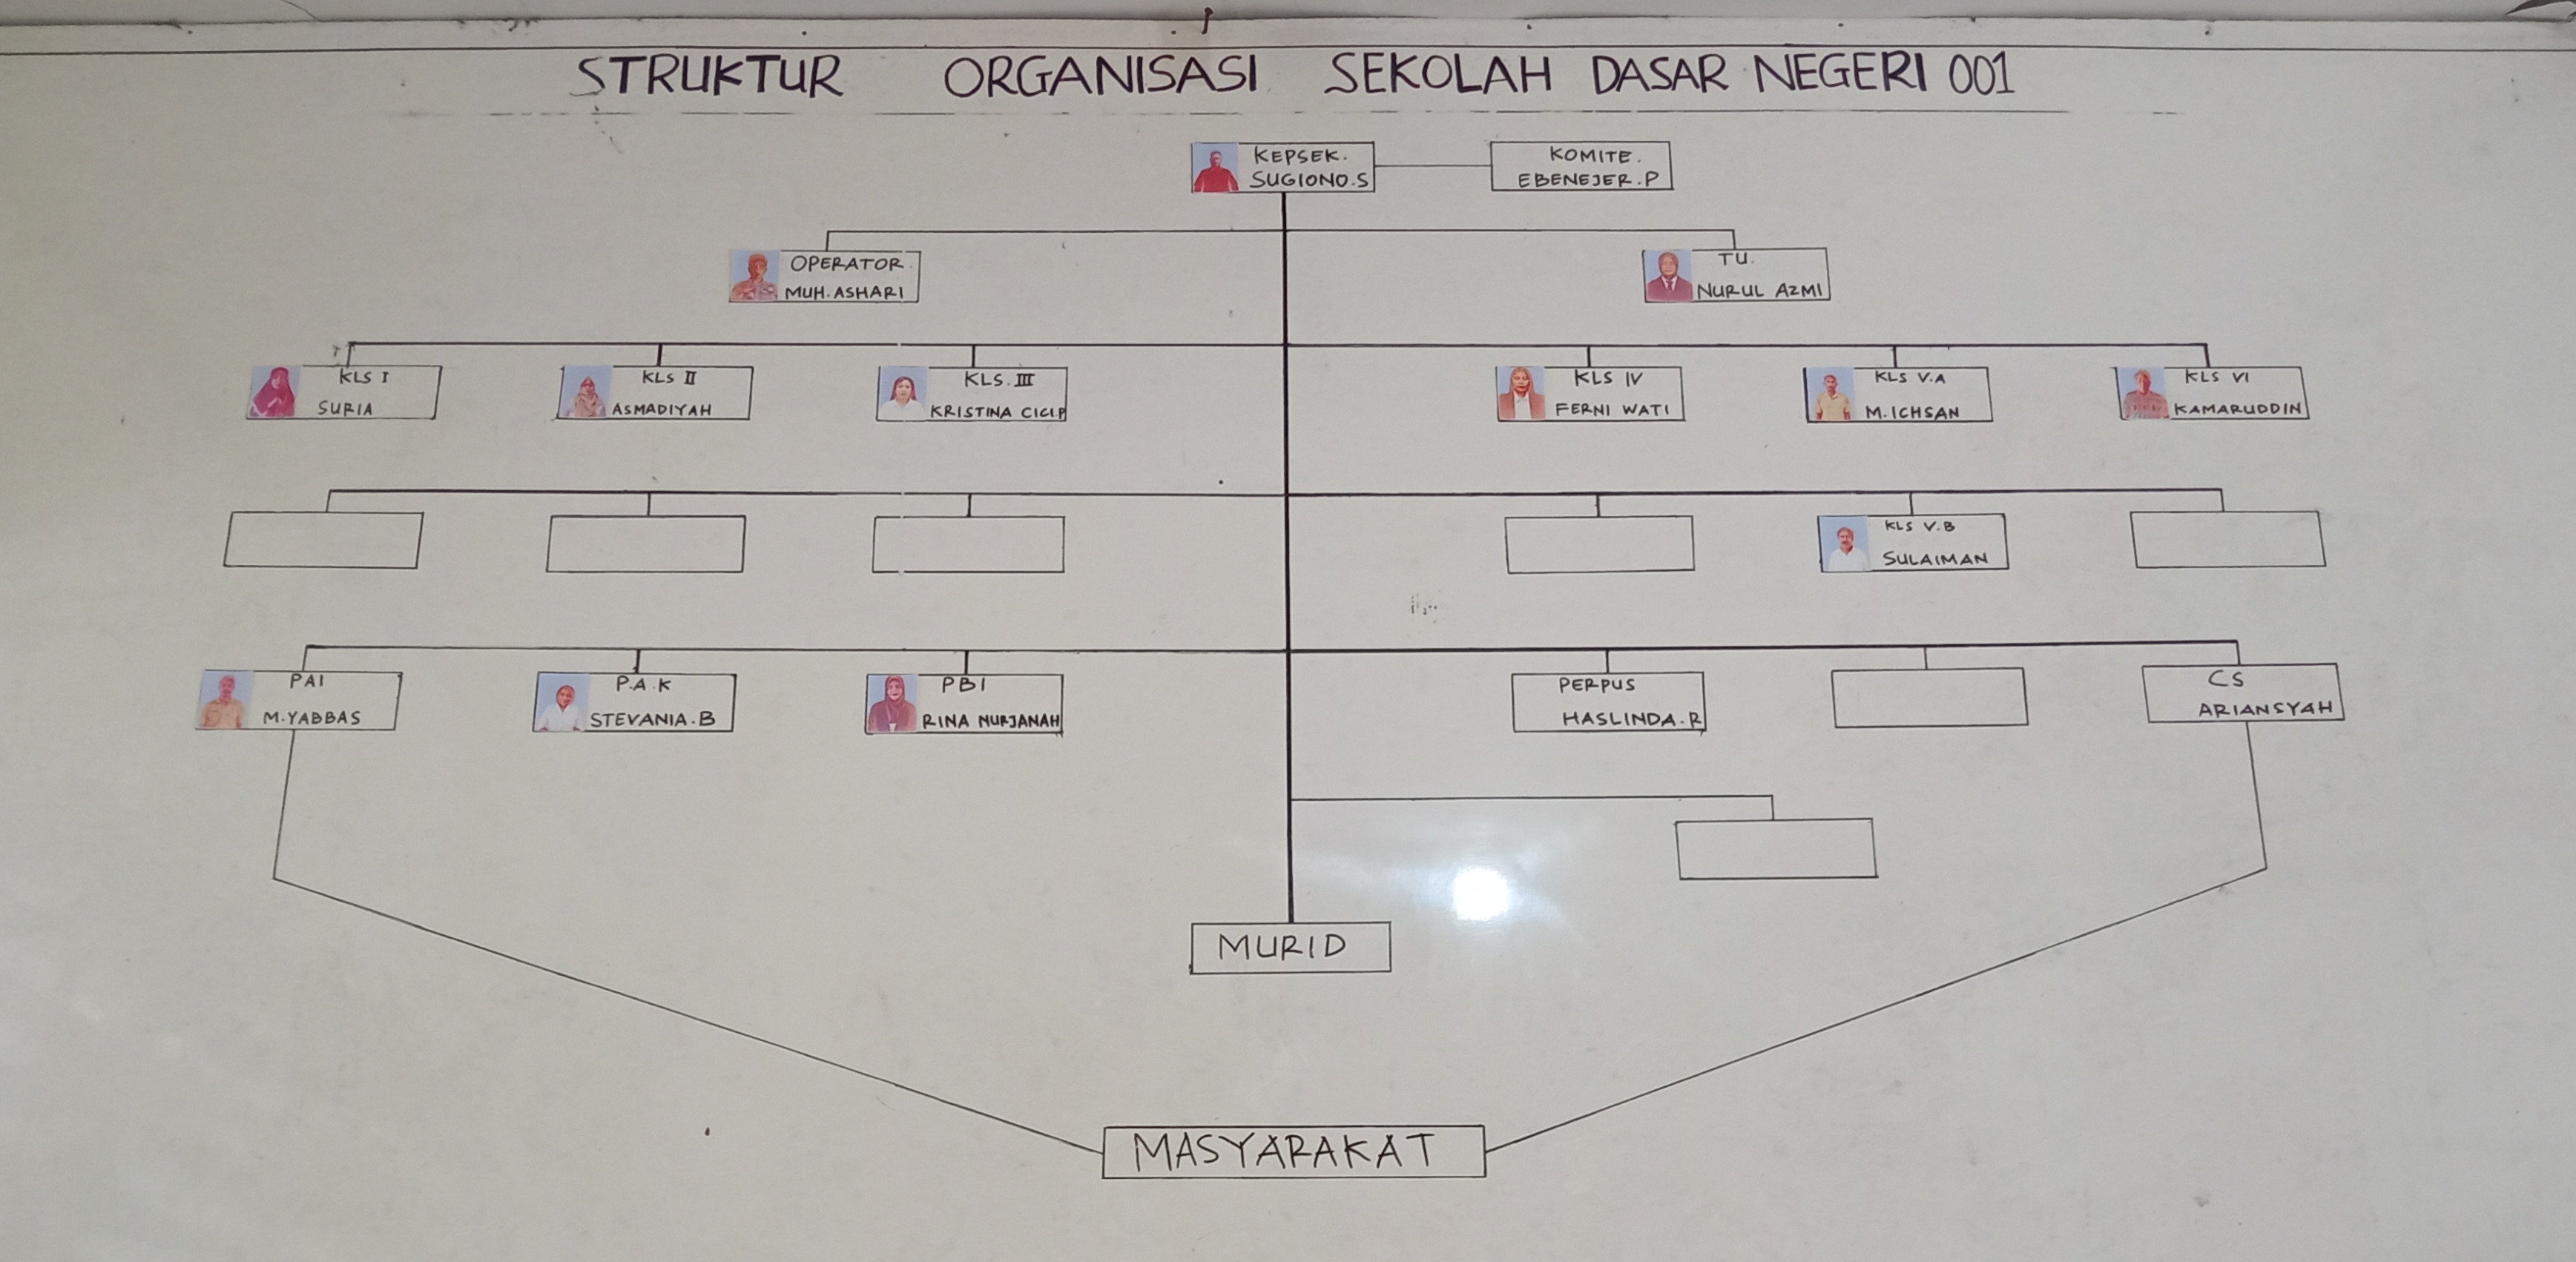 STRUKTUR ORGANISASI SEKOLAH DASAR NEGERI 001
KEPSEK.
SUGIONO.S
KOMITE.
EBENEJER.P
OPERATOR.
MUH.ASHARI
TU.
NURUL AZMI
KLS I
SURIA
KLS II
ASMADIYAH
KLS.III
KRISTINA CICI.P
KLS IV
FERNI WATI
KLS V.A
M.ICHSAN
KLS VI
KAMARUDDIN
KLS V.B
SULAIMAN
PAI
M.YABBAS
P.A.K
STEVANIA.B
PBI
RINA NURJANAH
PERPUS
HASLINDA.R
CS
ARIANSYAH
MURID
MASYARAKAT